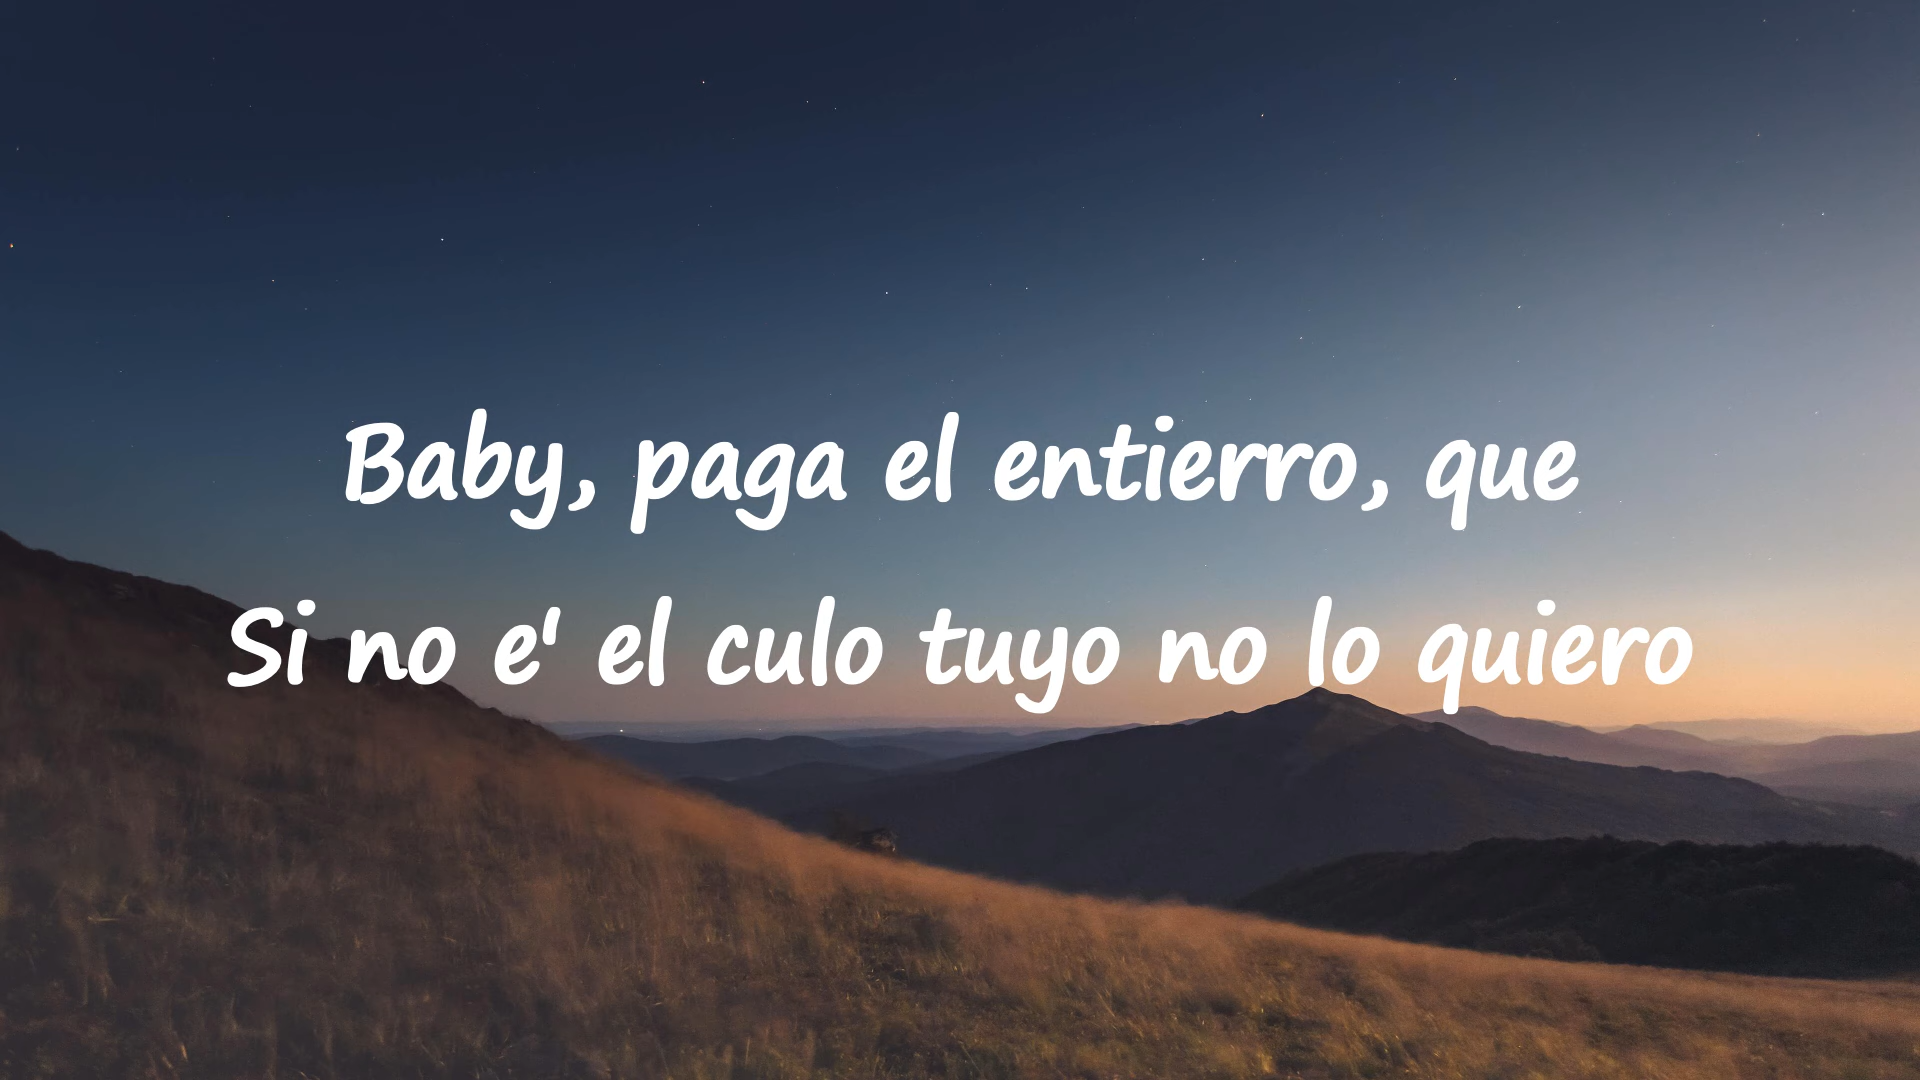 Baby, paga el entierro, que
Si no e' el culo tuyo no lo quiero